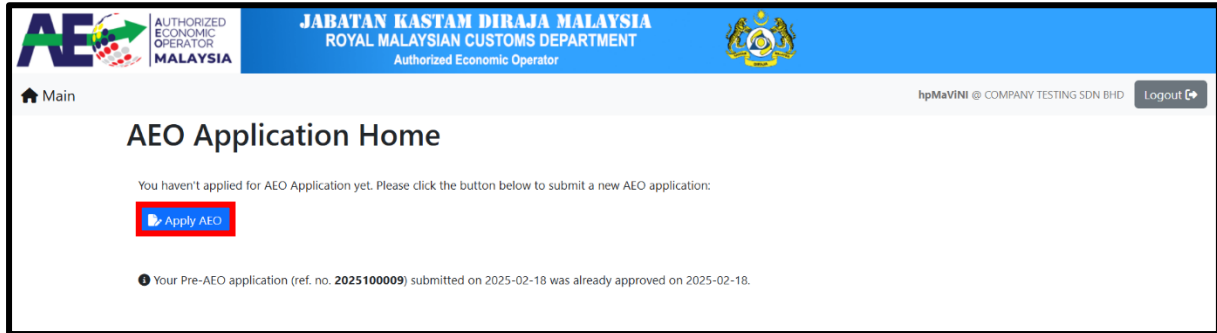 AUTHORIZED
ECONOMIC
OPERATOR
MALAYSIA
JABATAN KASTAM DIRAJA MALAYSIA
ROYAL MALAYSIAN CUSTOMS DEPARTMENT
Authorized Economic Operator
Main
hpMaViNI @ COMPANY TESTING SDN BHD
Logout
AEO Application Home
You haven't applied for AEO Application yet. Please click the button below to submit a new AEO application:
Apply AEO
Your Pre-AEO application (ref. no. 2025100009) submitted on 2025-02-18 was already approved on 2025-02-18.